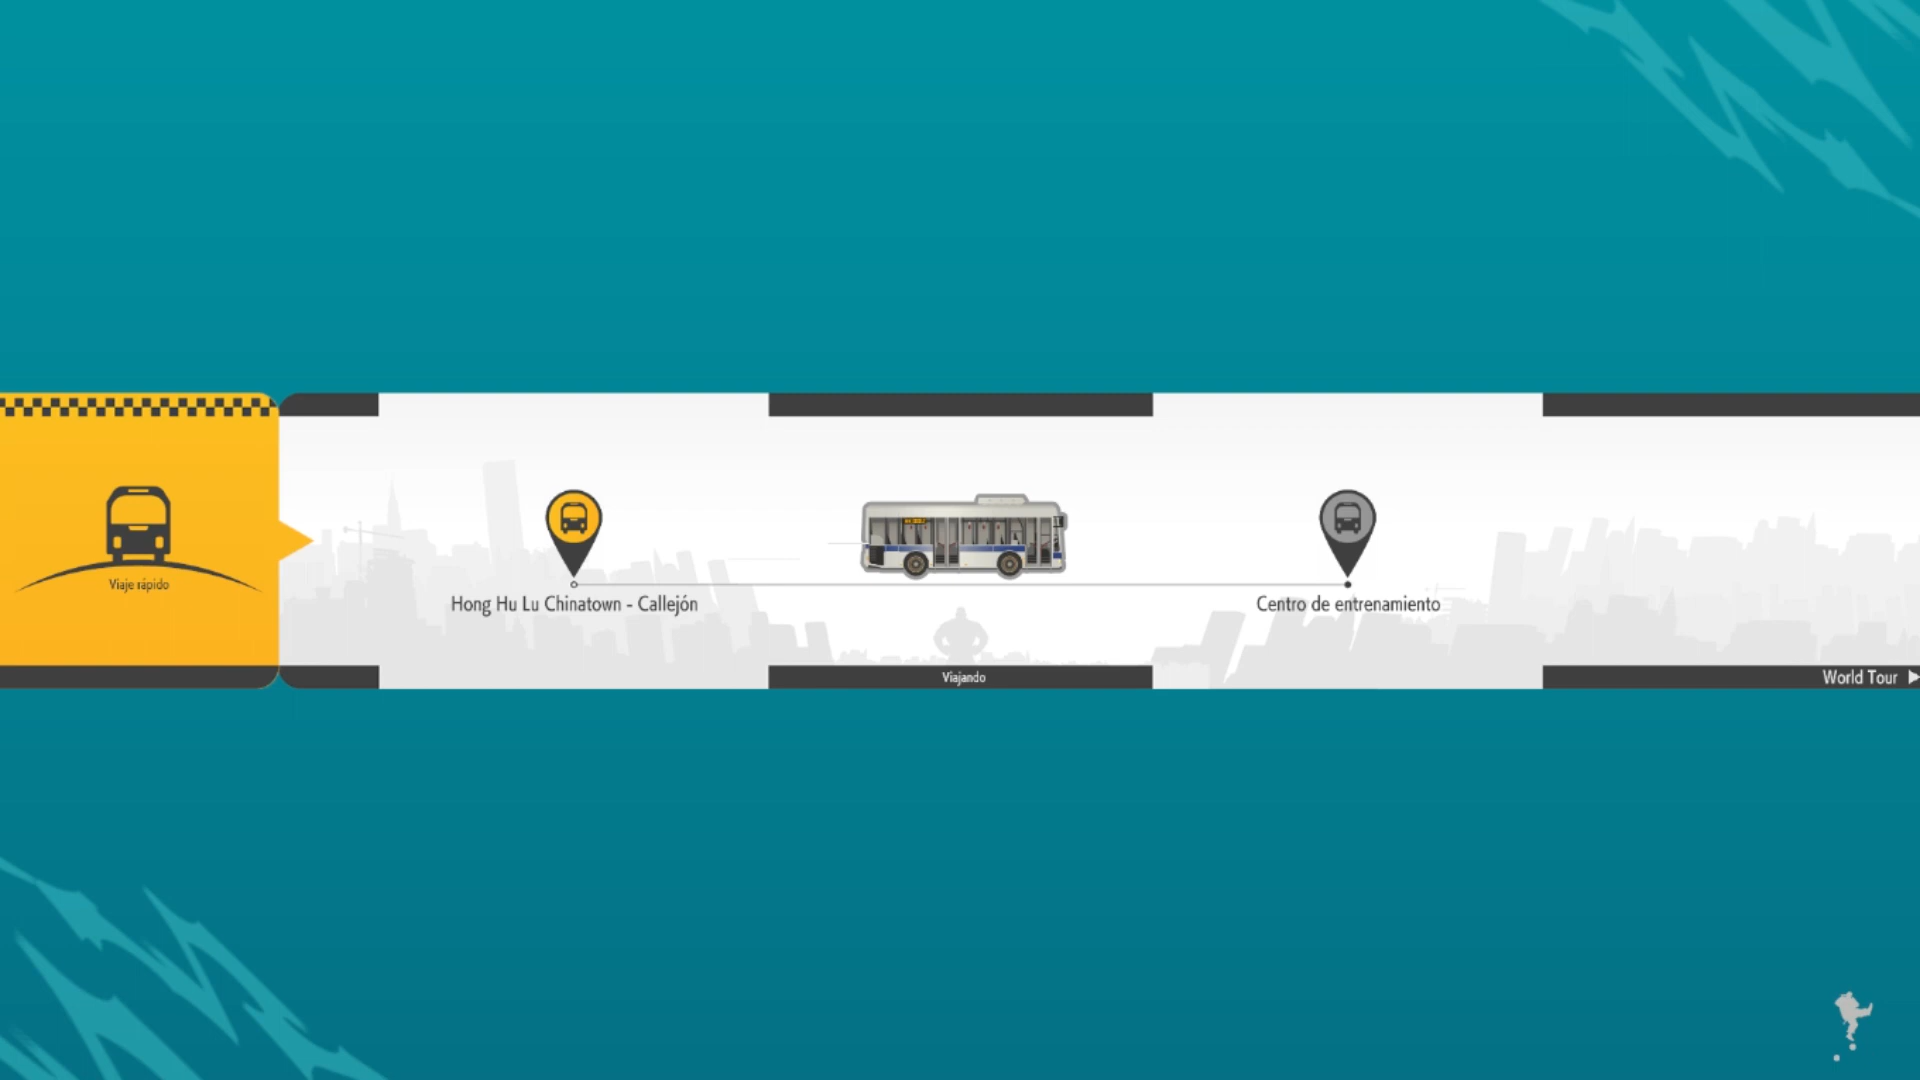 Viaje rápido
Hong Hu Lu Chinatown - Callejón
Centro de entrenamiento
Viajando
World Tour